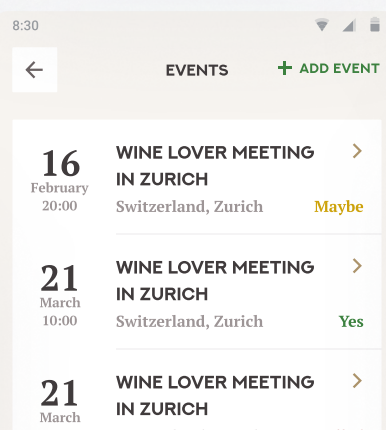 8:30
EVENTS
+ ADD EVENT
16
February
20:00
WINE LOVER MEETING
IN ZURICH
Switzerland, Zurich
Maybe
21
March
10:00
WINE LOVER MEETING
IN ZURICH
Switzerland, Zurich
Yes
21
March
WINE LOVER MEETING
IN ZURICH